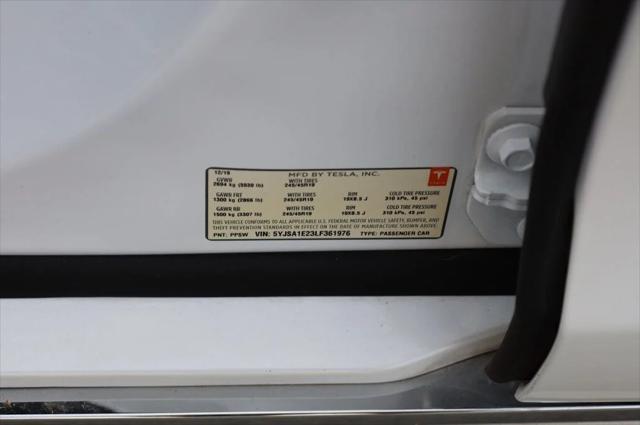 12/19 MFD BY TESLA, INC.
GVWR WITH TIRES
2694 kg (5939 lb) 245/45R19
GAWR FRT WITH TIRES RIM COLD TIRE PRESSURE
1300 kg (2866 lb) 245/45R19 19X8.5 J 310 kPa, 45 psi
GAWR RR WITH TIRES RIM COLD TIRE PRESSURE
1500 kg (3307 lb) 245/45R19 19X8.5 J 310 kPa, 45 psi
THIS VEHICLE CONFORMS TO ALL APPLICABLE U.S. FEDERAL MOTOR VEHICLE SAFETY, BUMPER, AND
THEFT PREVENTION STANDARDS IN EFFECT ON THE DATE OF MANUFACTURE SHOWN ABOVE.
PNT: PPSW VIN: 5YJSA1E23LF361976 TYPE: PASSENGER CAR